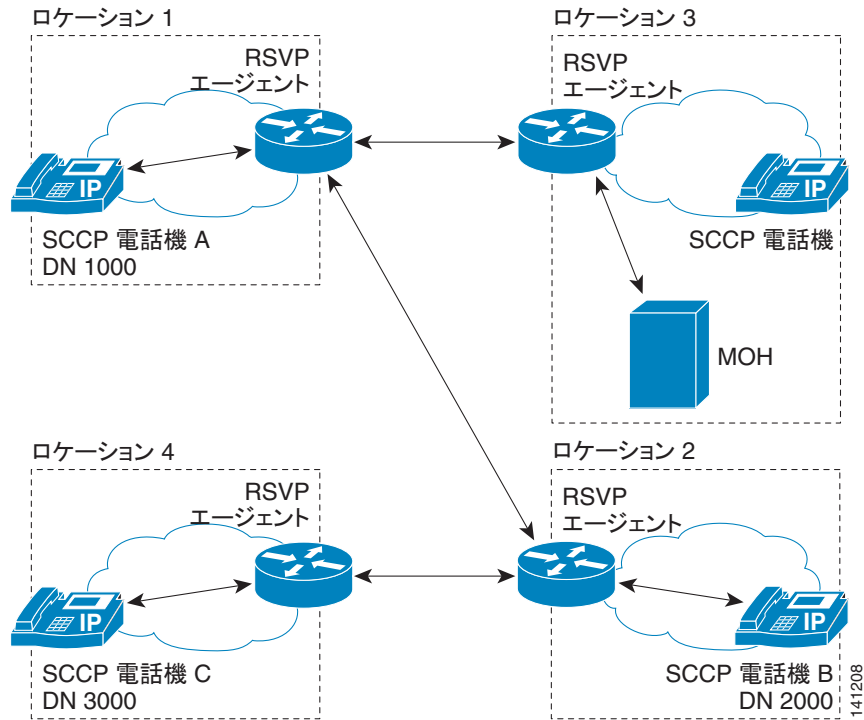 ロケーション 1
RSVP
エージェント
IP
SCCP 電話機 A
DN 1000
ロケーション 3
RSVP
エージェント
IP
SCCP 電話機
MOH
ロケーション 4
RSVP
エージェント
IP
SCCP 電話機 C
DN 3000
ロケーション 2
RSVP
エージェント
IP
SCCP 電話機 B
DN 2000
141208